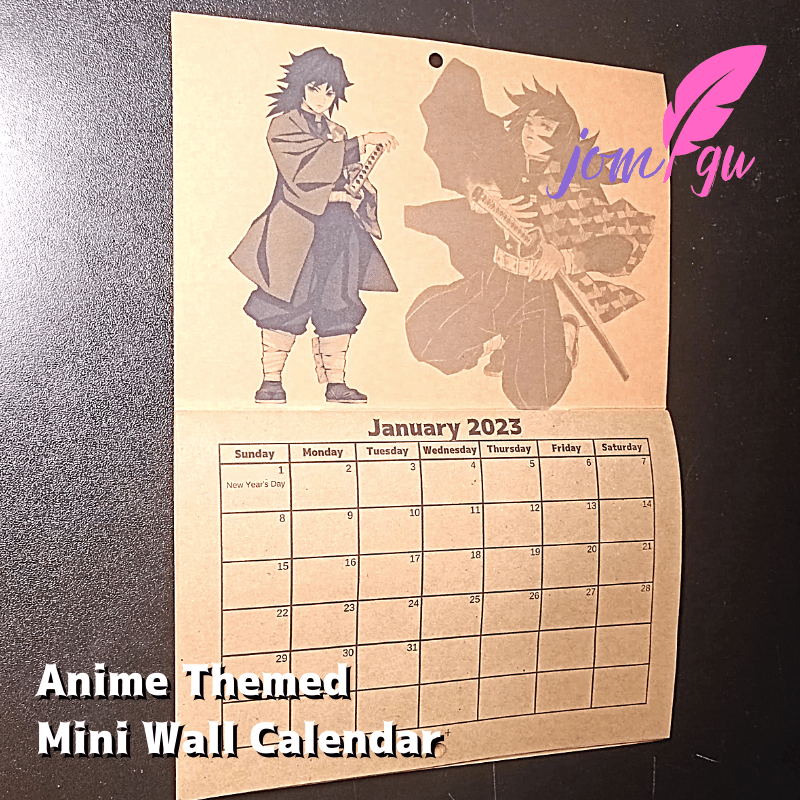 jomgu
January 2023
Sunday Monday Tuesday Wednesday Thursday Friday Saturday
1 2 3 4 5 6 7
New Year's Day
8 9 10 11 12 13 14
15 16 17 18 19 20 21
22 23 24 25 26 27 28
29 30 31
Anime Themed
Mini Wall Calendar